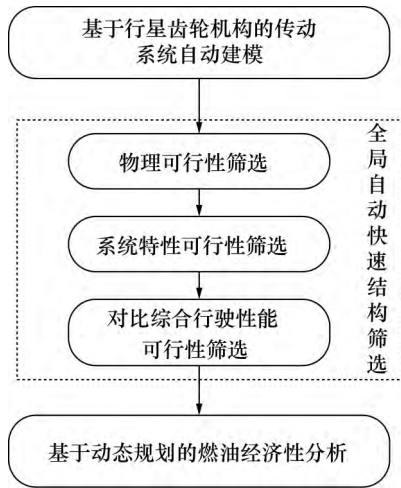 基于行星齿轮机构的传动
系统自动建模
物理可行性筛选
系统特性可行性筛选
对比综合行驶性能
可行性筛选
全局自动快速结构筛选
基于动态规划的燃油经济性分析